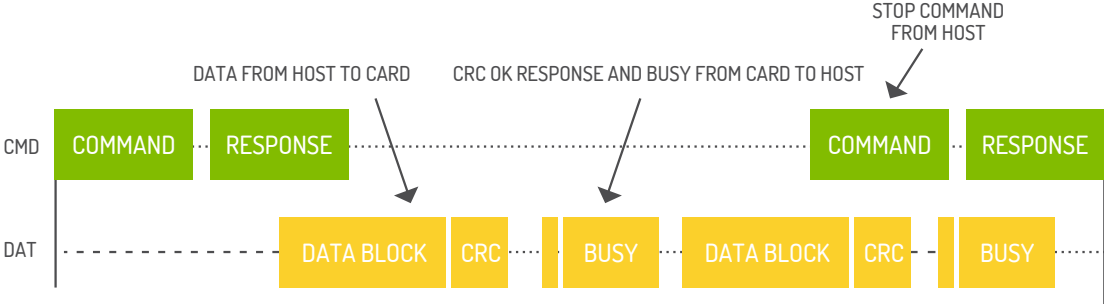 STOP COMMAND
FROM HOST
DATA FROM HOST TO CARD
CRC OK RESPONSE AND BUSY FROM CARD TO HOST
CMD
COMMAND
RESPONSE
COMMAND
RESPONSE
DAT
DATA BLOCK
CRC
BUSY
DATA BLOCK
CRC
BUSY